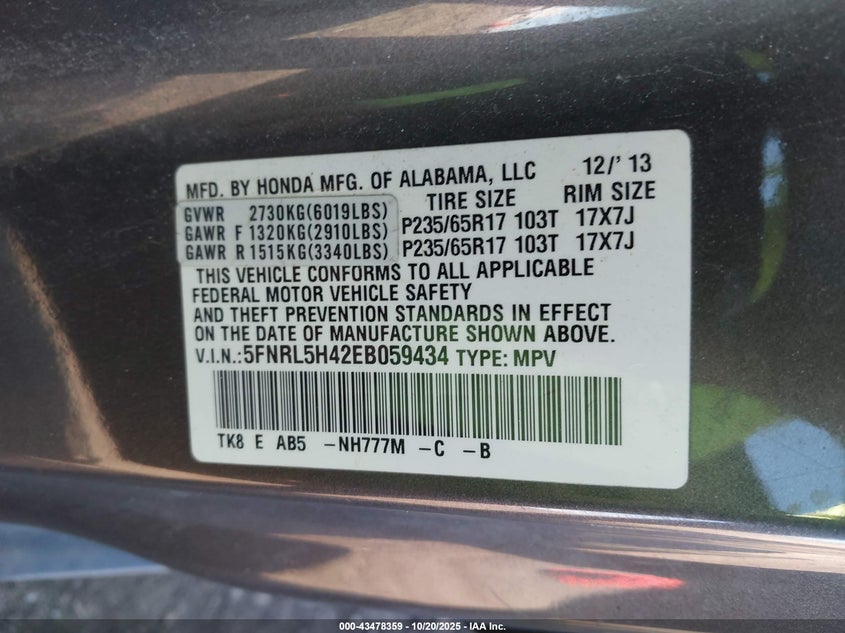 MFD. BY HONDA MFG. OF ALABAMA, LLC 12/'13
TIRE SIZE RIM SIZE
GVWR 2730KG(6019LBS)
GAWR F 1320KG(2910LBS) P235/65R17 103T 17X7J
GAWR R 1515KG(3340LBS) P235/65R17 103T 17X7J
THIS VEHICLE CONFORMS TO ALL APPLICABLE
FEDERAL MOTOR VEHICLE SAFETY
AND THEFT PREVENTION STANDARDS IN EFFECT
ON THE DATE OF MANUFACTURE SHOWN ABOVE.
V.I.N.:5FNRL5H42EB059434 TYPE: MPV
TK8 E AB5 -NH777M -C -B
000-43478359 | 10/20/2025 - IAA Inc.